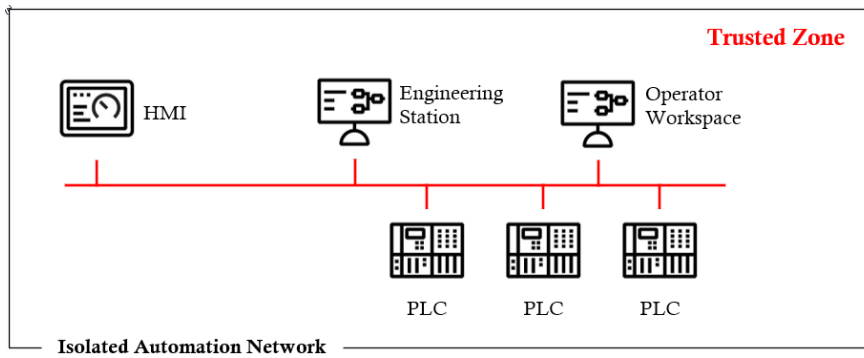 Trusted Zone
HMI
Engineering
Station
Operator
Workspace
PLC
PLC
PLC
Isolated Automation Network